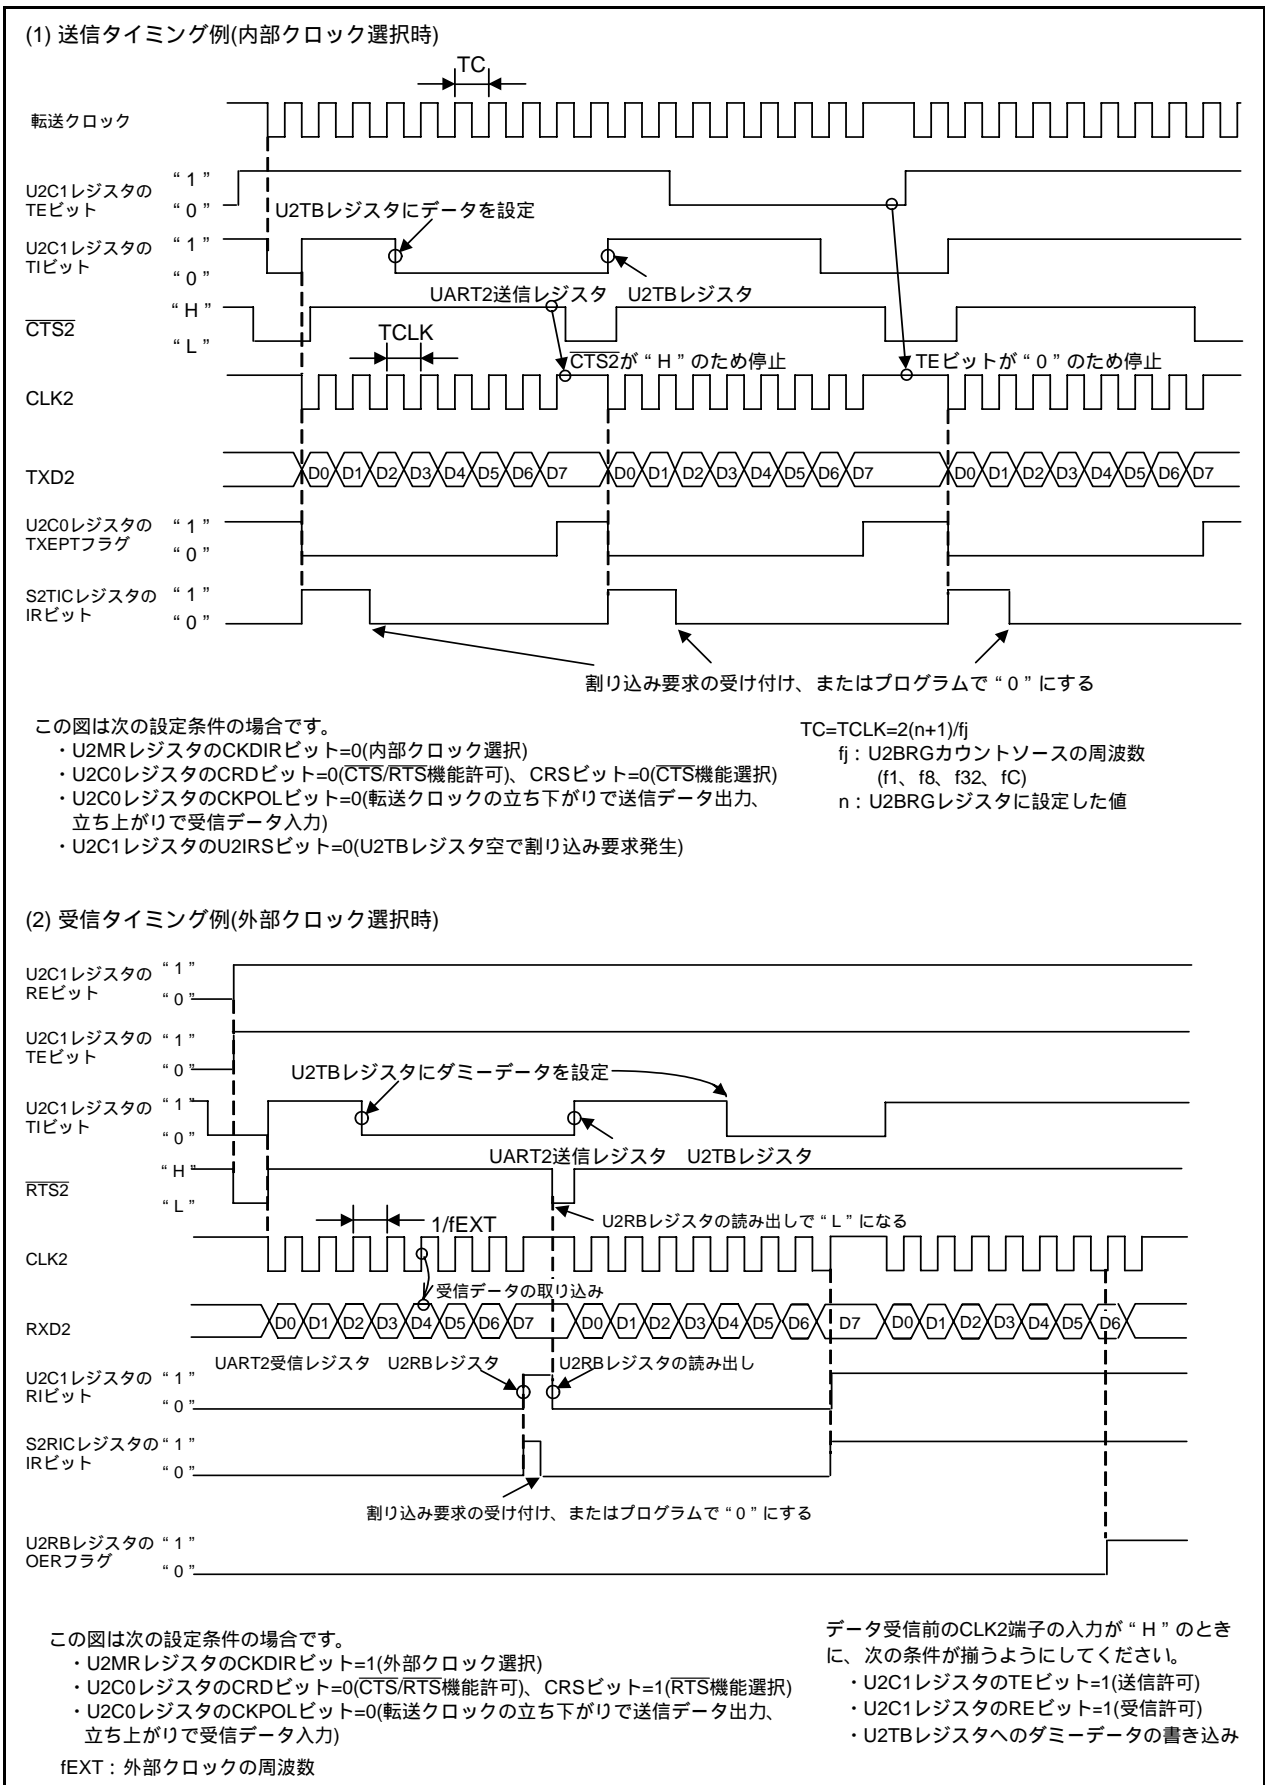 (1) 送信タイミング例(内部クロック選択時)
TC
転送クロック
U2C1レジスタの
TEビット
“ 1 ”
“ 0 ”
U2TBレジスタにデータを設定
U2C1レジスタの
TIビット
“ 1 ”
“ 0 ”
UART2送信レジスタ U2TBレジスタ
CTS2
“ H ”
“ L ”
TCLK
CTS2が“ H ”のため停止
TEビットが“ 0 ”のため停止
CLK2
TXD2
D0 D1 D2 D3 D4 D5 D6 D7 D0 D1 D2 D3 D4 D5 D6 D7 D0 D1 D2 D3 D4 D5 D6 D7
U2C0レジスタの
TXEPTフラグ
“ 1 ”
“ 0 ”
S2TICレジスタの
IRビット
“ 1 ”
“ 0 ”
割り込み要求の受け付け、またはプログラムで“ 0 ”にする
この図は次の設定条件の場合です。
・U2MRレジスタのCKDIRビット=0(内部クロック選択)
・U2C0レジスタのCRDビット=0(CTS/RTS機能許可)、CRSビット=0(CTS機能選択)
・U2C0レジスタのCKPOLビット=0(転送クロックの立ち下がりで送信データ出力、
立ち上がりで受信データ入力)
・U2C1レジスタのU2IRSビット=0(U2TBレジスタ空で割り込み要求発生)
TC=TCLK=2(n+1)/fj
fj：U2BRGカウントソースの周波数
(f1、f8、f32、fC)
n：U2BRGレジスタに設定した値
(2) 受信タイミング例(外部クロック選択時)
U2C1レジスタの
REビット
“ 1 ”
“ 0 ”
U2C1レジスタの
TEビット
“ 1 ”
“ 0 ”
U2TBレジスタにダミーデータを設定
U2C1レジスタの
TIビット
“ 1 ”
“ 0 ”
UART2送信レジスタ U2TBレジスタ
RTS2
“ H ”
“ L ”
U2RBレジスタの読み出しで“ L ”になる
1/fEXT
CLK2
受信データの取り込み
RXD2
D0 D1 D2 D3 D4 D5 D6 D7 D0 D1 D2 D3 D4 D5 D6 D7 D0 D1 D2 D3 D4 D5 D6
UART2受信レジスタ U2RBレジスタ
U2RBレジスタの読み出し
U2C1レジスタの
RIビット
“ 1 ”
“ 0 ”
S2RICレジスタの
IRビット
“ 1 ”
“ 0 ”
割り込み要求の受け付け、またはプログラムで“ 0 ”にする
U2RBレジスタの
OERフラグ
“ 1 ”
“ 0 ”
この図は次の設定条件の場合です。
・U2MRレジスタのCKDIRビット=1(外部クロック選択)
・U2C0レジスタのCRDビット=0(CTS/RTS機能許可)、CRSビット=1(RTS機能選択)
・U2C0レジスタのCKPOLビット=0(転送クロックの立ち下がりで送信データ出力、
立ち上がりで受信データ入力)
fEXT：外部クロックの周波数
データ受信前のCLK2端子の入力が“ H ”のとき
に、次の条件が揃うようにしてください。
・U2C1レジスタのTEビット=1(送信許可)
・U2C1レジスタのREビット=1(受信許可)
・U2TBレジスタへのダミーデータの書き込み